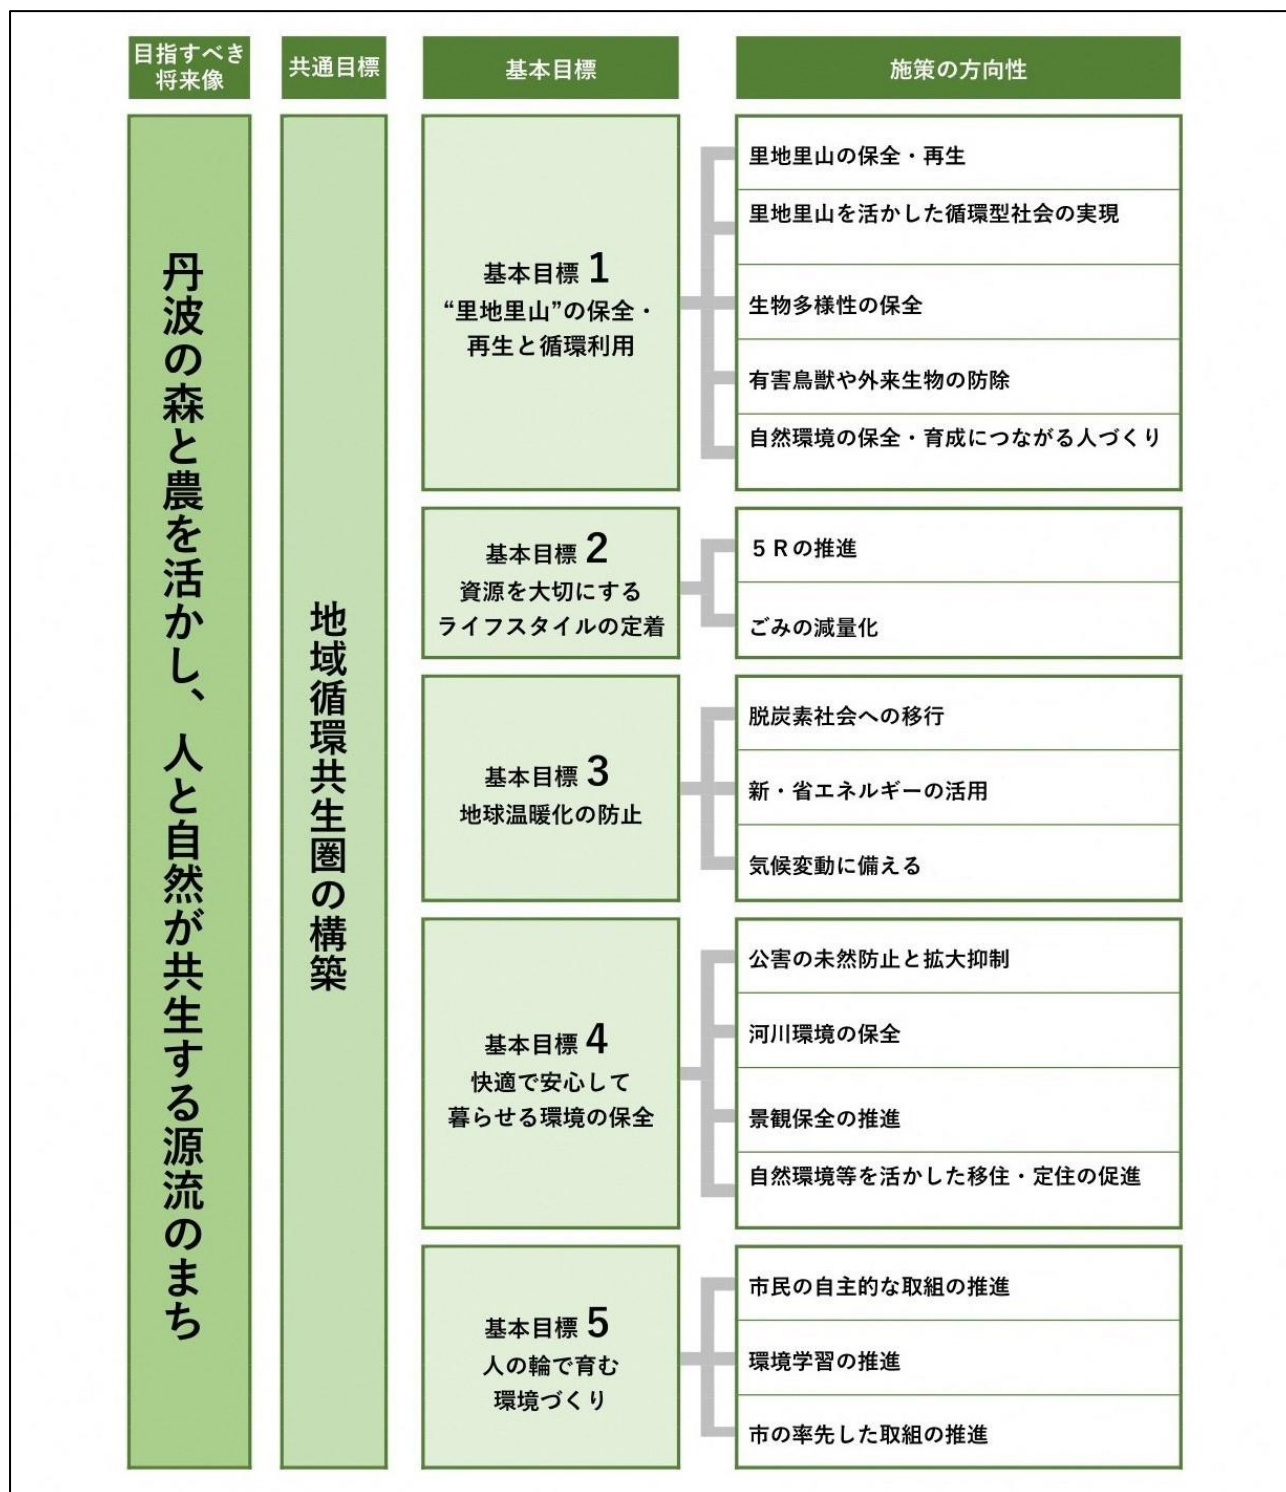 目指すべき
将来像
共通目標
基本目標
施策の方向性
丹波の森と農を活かし、人と自然が共生する源流のまち
地域循環共生圏の構築
基本目標 1
“里地里山”の保全・
再生と循環利用
里地里山の保全・再生
里地里山を活かした循環型社会の実現
生物多様性の保全
有害鳥獣や外来生物の防除
自然環境の保全・育成につながる人づくり
基本目標 2
資源を大切にする
ライフスタイルの定着
５Ｒの推進
ごみの減量化
基本目標 3
地球温暖化の防止
脱炭素社会への移行
新・省エネルギーの活用
気候変動に備える
基本目標 4
快適で安心して
暮らせる環境の保全
公害の未然防止と拡大抑制
河川環境の保全
景観保全の推進
自然環境等を活かした移住・定住の促進
基本目標 5
人の輪で育む
環境づくり
市民の自主的な取組の推進
環境学習の推進
市の率先した取組の推進